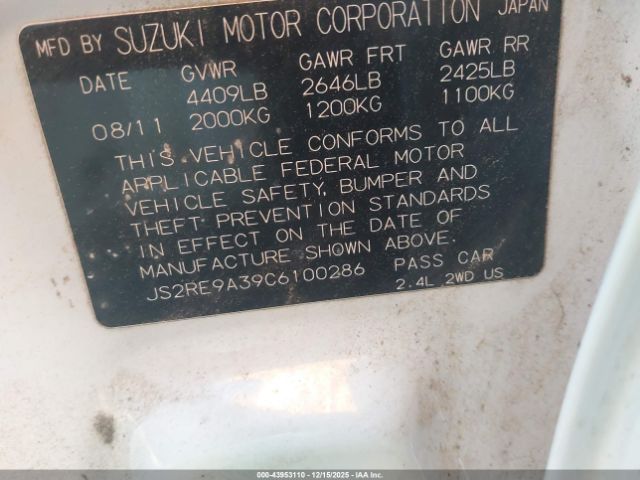 MFD BY SUZUKI MOTOR CORPORATION JAPAN
DATE GVWR GAWR FRT GAWR RR
4409LB 2646LB 2425LB
08/11 2000KG 1200KG 1100KG
THIS VEHICLE CONFORMS TO ALL
APPLICABLE FEDERAL MOTOR
VEHICLE SAFETY, BUMPER AND
THEFT PREVENTION STANDARDS
IN EFFECT ON THE DATE OF
MANUFACTURE SHOWN ABOVE.
JS2RE9A39C6100286 PASS CAR
2.4L 2WD US
000-43953110 - 12/15/2025 - IAAI.COM